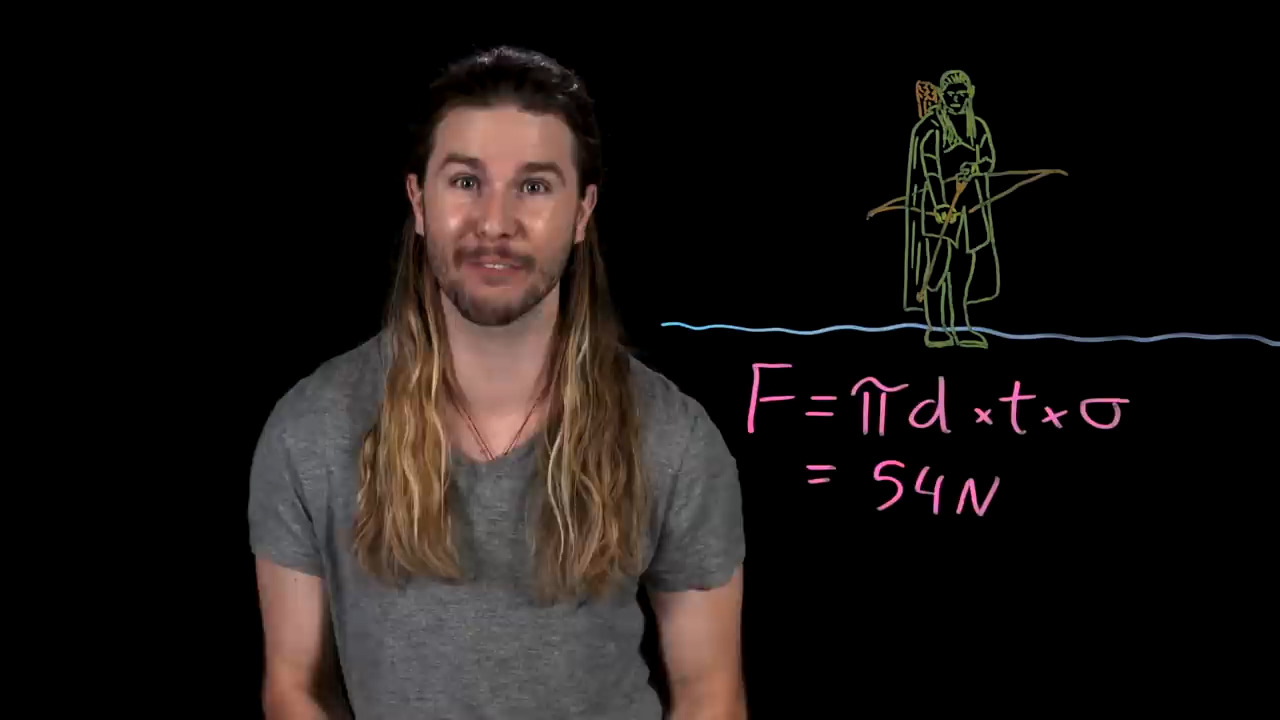 F = πd × t × σ
= 54N